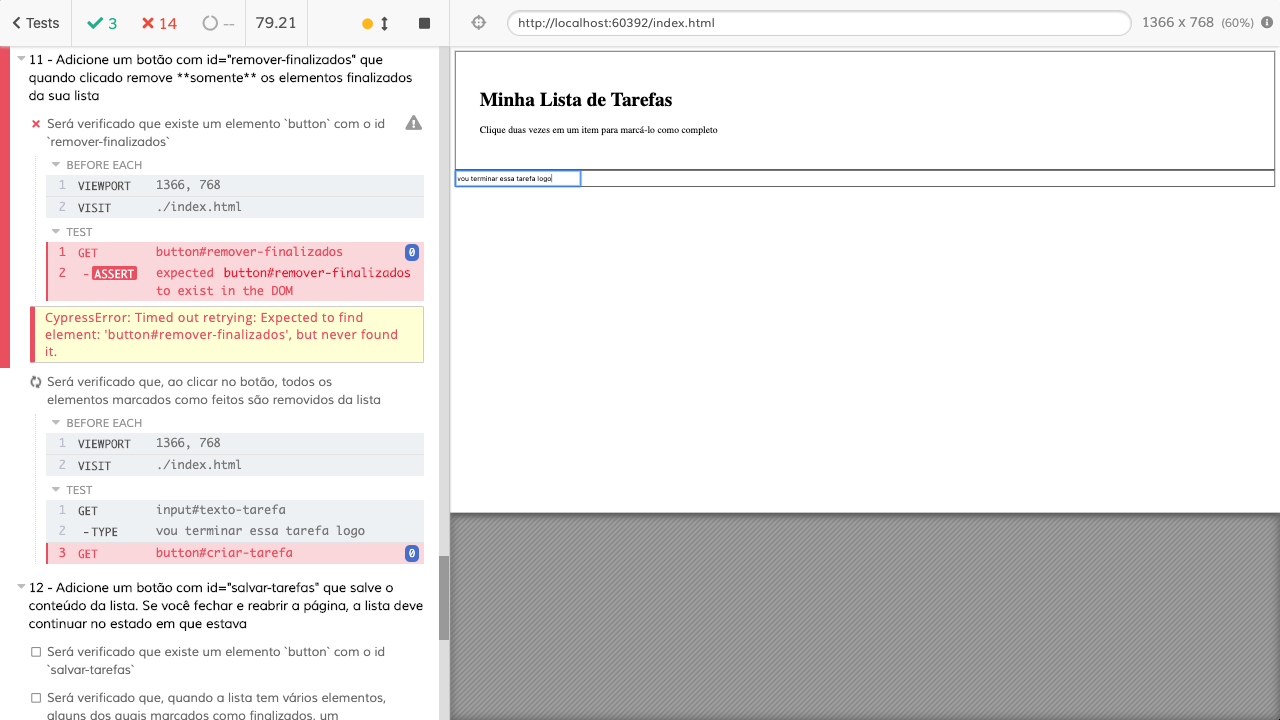 Tests
3
14
--
79.21
http://localhost:60392/index.html
1366 x 768 (60%)
11 - Adicione um botão com id="remover-finalizados" que
quando clicado remove **somente** os elementos finalizados
da sua lista
Será verificado que existe um elemento `button` com o id
`remover-finalizados`
BEFORE EACH
1 VIEWPORT 1366, 768
2 VISIT ./index.html
TEST
1 GET button#remover-finalizados 0
2 -ASSERT expected button#remover-finalizados
to exist in the DOM
CypressError: Timed out retrying: Expected to find
element: 'button#remover-finalizados', but never found
it.
Será verificado que, ao clicar no botão, todos os
elementos marcados como feitos são removidos da lista
BEFORE EACH
1 VIEWPORT 1366, 768
2 VISIT ./index.html
TEST
1 GET input#texto-tarefa
2 -TYPE vou terminar essa tarefa logo
3 GET button#criar-tarefa 0
12 - Adicione um botão com id="salvar-tarefas" que salve o
conteúdo da lista. Se você fechar e reabrir a página, a lista deve
continuar no estado em que estava
Será verificado que existe um elemento `button` com o id
`salvar-tarefas`
Será verificado que, quando a lista tem vários elementos,
alguns dos quais marcados como finalizados, um
Minha Lista de Tarefas
Clique duas vezes em um item para marcá-lo como completo
vou terminar essa tarefa logo